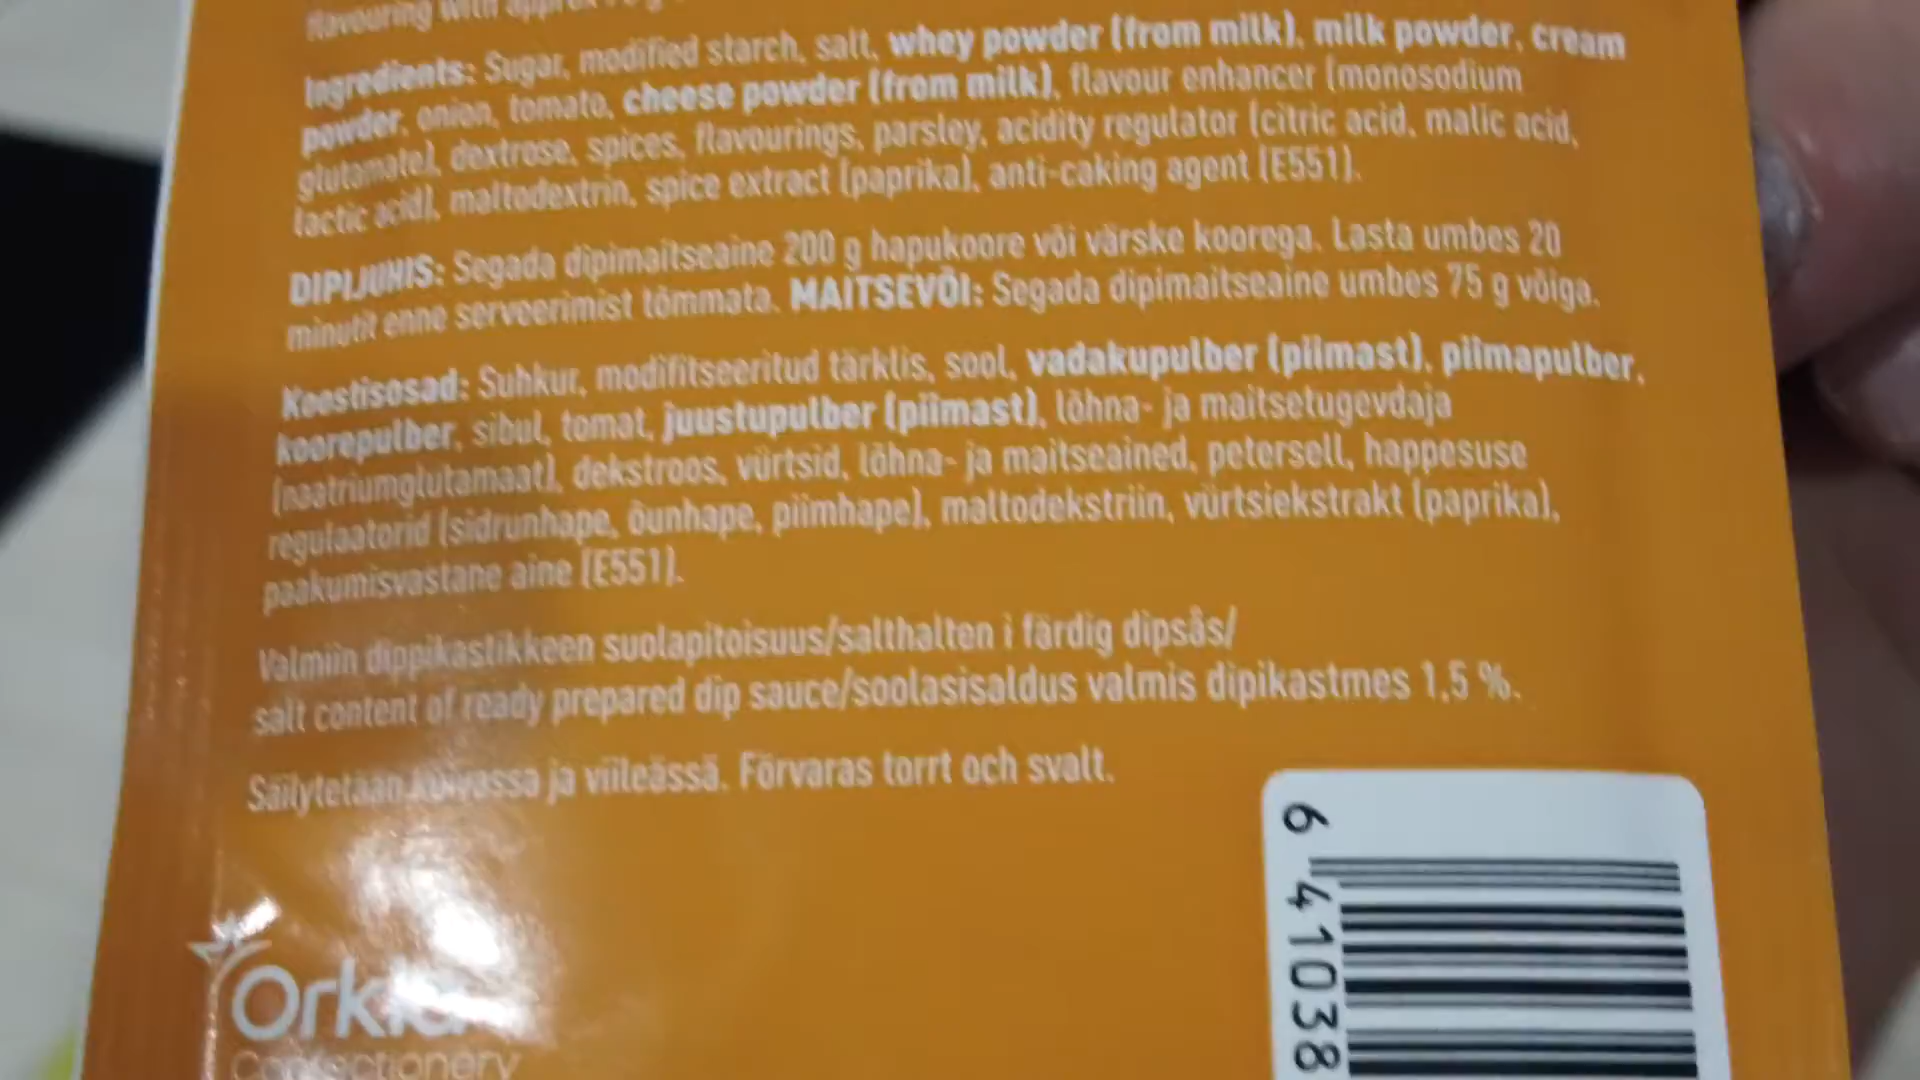 flavouring with approx
Ingredients: Sugar, modified starch, salt, whey powder (from milk), milk powder, cream
powder, onion, tomato, cheese powder (from milk), flavour enhancer (monosodium
glutamate), dextrose, spices, flavourings, parsley, acidity regulator (citric acid, malic acid,
lactic acid), maltodextrin, spice extract (paprika), anti-caking agent (E551).
DIPIJUHIS: Segada dipimaitseaine 200 g hapukoore või värske koorega. Lasta umbes 20
minutit enne serveerimist tõmmata. MAITSEVÕI: Segada dipimaitseaine umbes 75 g võiga.
Koostisosad: Suhkur, modifitseeritud tärklis, sool, vadakupulber (piimast), piimapulber,
koorepulber, sibul, tomat, juustupulber (piimast), lõhna- ja maitsetugevdaja
(naatriumglutamaat), dekstroos, vürtsid, lõhna- ja maitseained, petersell, happesuse
regulaatorid (sidrunhape, õunhape, piimhape), maltodekstriin, vürtsiekstrakt (paprika),
paakumisvastane aine (E551).
Valmiin dippikastikkeen suolapitoisuus/salthalten i färdig dipsås/
salt content of ready prepared dip sauce/soolasisaldus valmis dipikastmes 1,5 %.
Säilytetään kuivassa ja viileässä. Förvaras torrt och svalt.
Orkla
Confectionery
6 41038